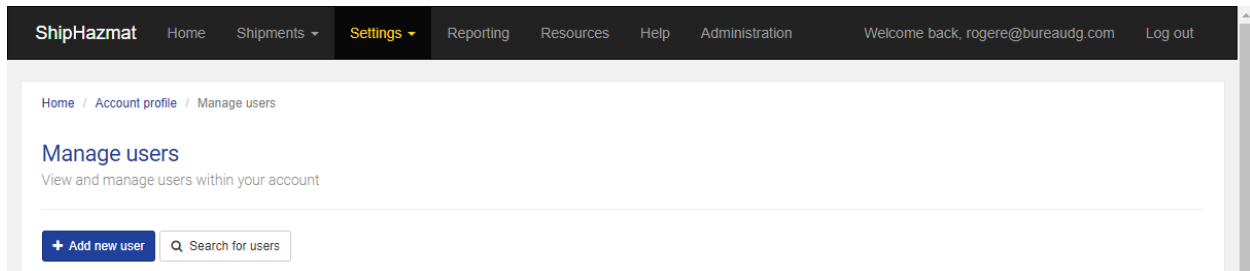 ShipHazmat Home Shipments Settings Reporting Resources Help Administration Welcome back, rogere@bureaudg.com Log out
Home / Account profile / Manage users
Manage users
View and manage users within your account
+ Add new user Search for users